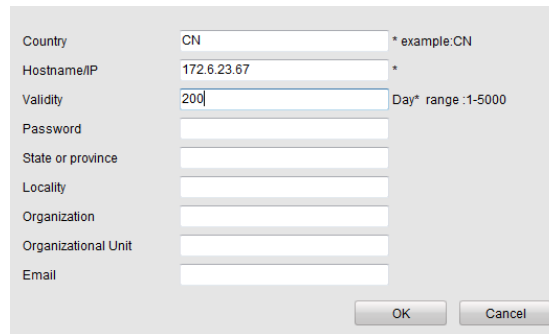 Country CN * example:CN
Hostname/IP 172.6.23.67 *
Validity 200 Day* range :1-5000
Password
State or province
Locality
Organization
Organizational Unit
Email
OK Cancel